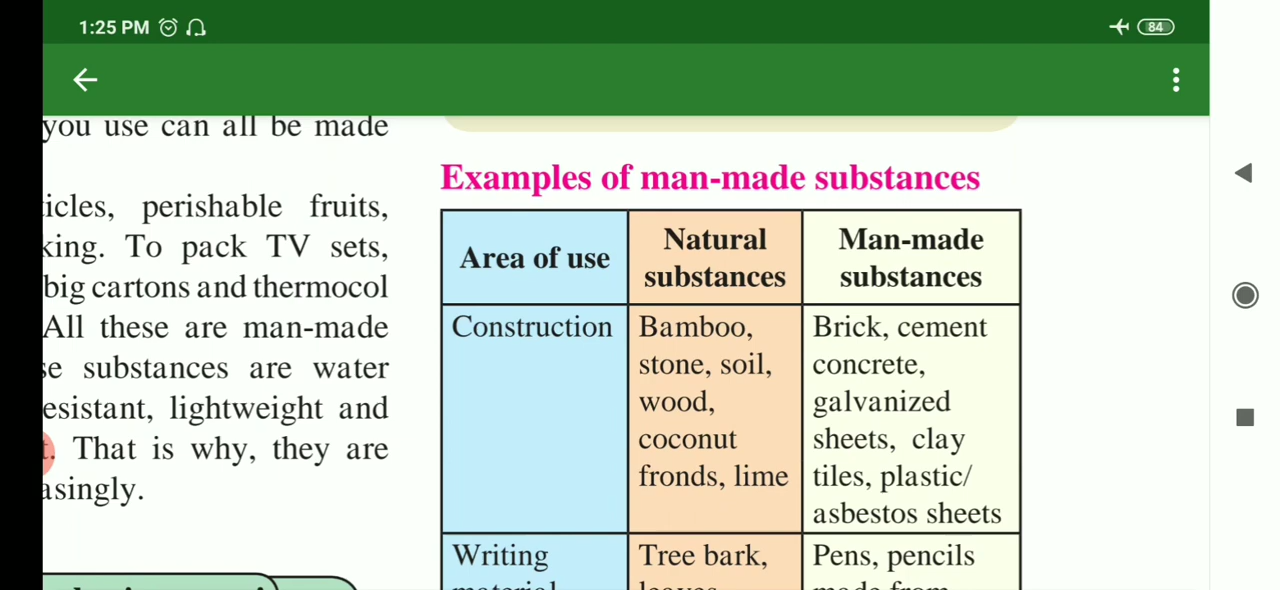 1:25 PM
84
you use can all be made
icles, perishable fruits,
king. To pack TV sets,
big cartons and thermocol
All these are man-made
se substances are water
esistant, lightweight and
t. That is why, they are
asingly.
Examples of man-made substances
Area of use
Natural substances
Man-made substances
Construction
Bamboo,
stone, soil,
wood,
coconut
fronds, lime
Brick, cement
concrete,
galvanized
sheets, clay
tiles, plastic/
asbestos sheets
Writing
material
Tree bark,
leaves
Pens, pencils
made from